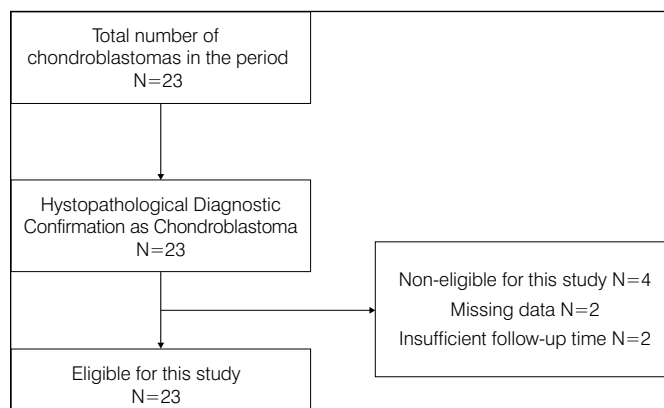 Total number of
chondroblastomas in the period
N=23
Hystopathological Diagnostic
Confirmation as Chondroblastoma
N=23
Non-eligible for this study N=4
Missing data N=2
Insufficient follow-up time N=2
Eligible for this study
N=23